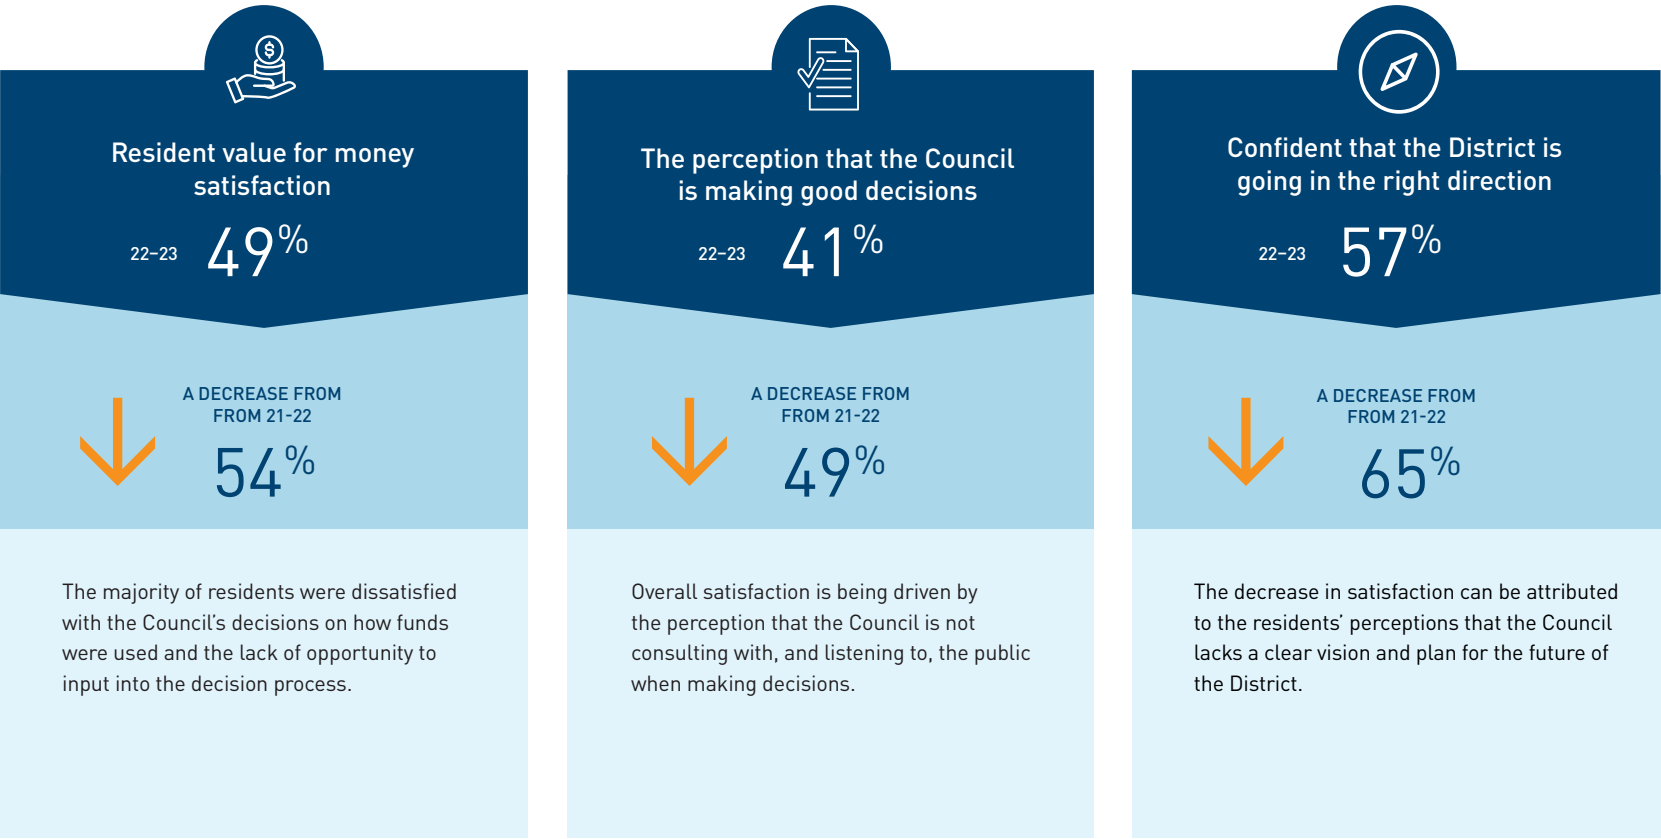 Resident value for money
satisfaction
22–23 49%
A DECREASE FROM
FROM 21-22
54%
The majority of residents were dissatisfied
with the Council's decisions on how funds
were used and the lack of opportunity to
input into the decision process.
The perception that the Council
is making good decisions
22–23 41%
A DECREASE FROM
FROM 21-22
49%
Overall satisfaction is being driven by
the perception that the Council is not
consulting with, and listening to, the public
when making decisions.
Confident that the District is
going in the right direction
22–23 57%
A DECREASE FROM
FROM 21-22
65%
The decrease in satisfaction can be attributed
to the residents' perceptions that the Council
lacks a clear vision and plan for the future of
the District.